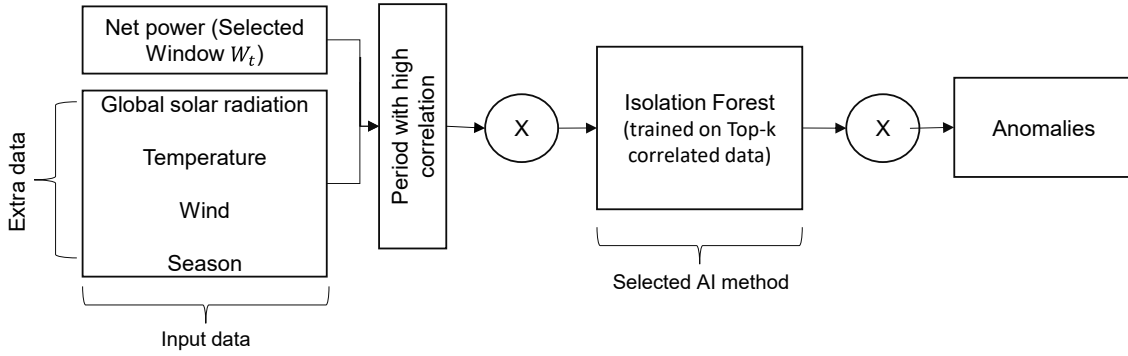 Net power (Selected
Window W_t)
Extra data
Global solar radiation
Temperature
Wind
Season
Input data
Period with high
correlation
X
Isolation Forest
(trained on Top-k
correlated data)
Selected AI method
X
Anomalies